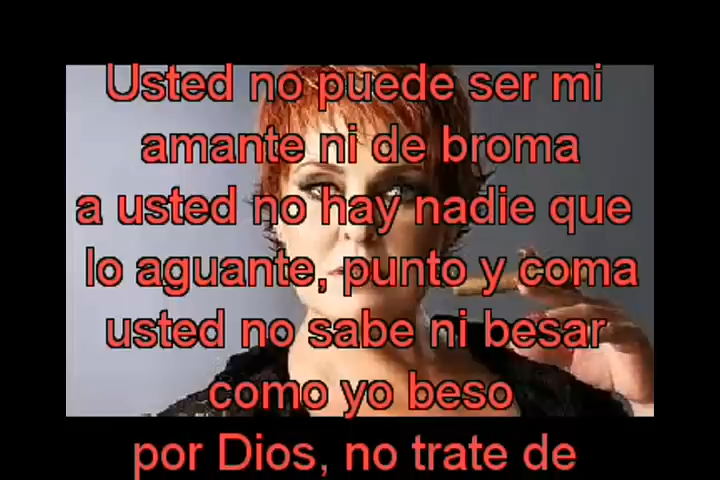 Usted no puede ser mi
amante ni de broma
a usted no hay nadie que
lo aguante, punto y coma
usted no sabe ni besar
como yo beso
por Dios, no trate de